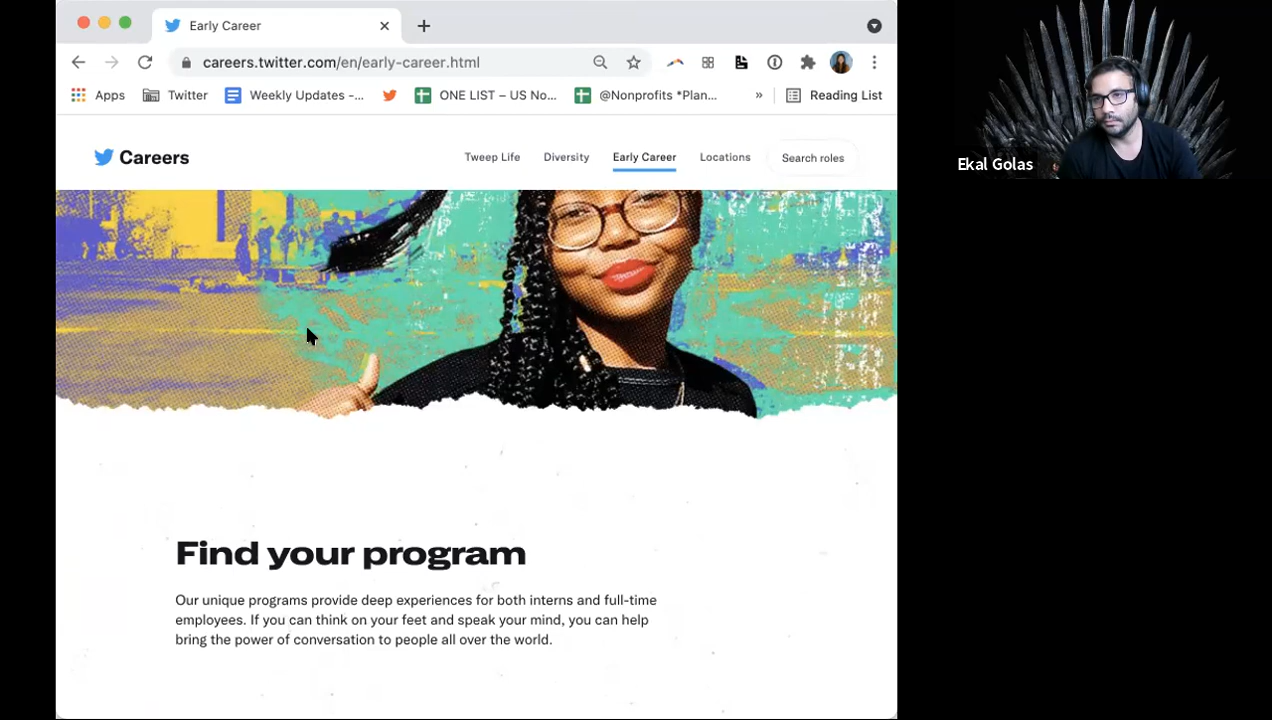 Early Career
careers.twitter.com/en/early-career.html
Apps
Twitter
Weekly Updates -...
ONE LIST – US No...
@Nonprofits *Plan...
»
Reading List
Careers
Tweep Life
Diversity
Early Career
Locations
Search roles
Ekal Golas
Find your program
Our unique programs provide deep experiences for both interns and full-time
employees. If you can think on your feet and speak your mind, you can help
bring the power of conversation to people all over the world.